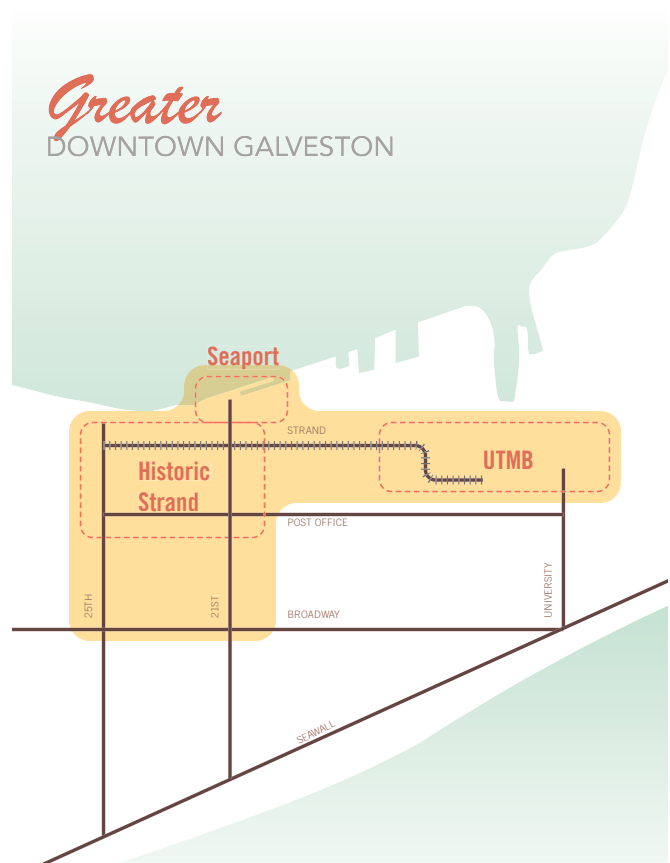 Greater
DOWNTOWN GALVESTON
Seaport
STRAND
Historic
Strand
UTMB
POST OFFICE
25TH
21ST
BROADWAY
UNIVERSITY
SEAWALL